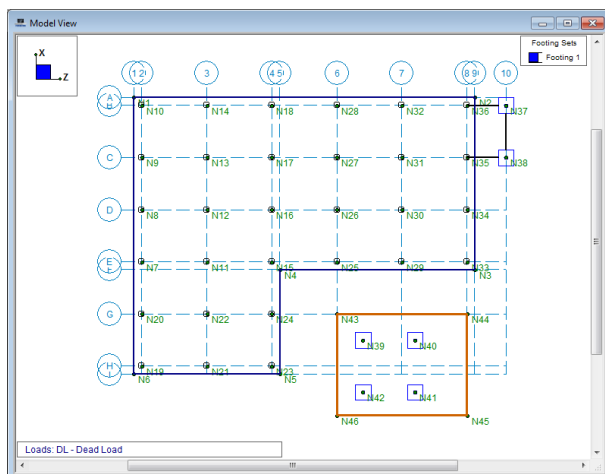 Model View
Footing Sets
Footing 1
X
Z
1 2 3 4 5 6 7 8 9 10
A
B
N1 N2
N10 N14 N18 N28 N32 N36 N37
C
N9 N13 N17 N27 N31 N35 N38
D
N8 N12 N16 N26 N30 N34
E
N7 N11 N15 N25 N29 N33
N4 N3
G
N20 N22 N24 N43 N44
N39 N40
H
N19 N21 N23
N6 N5
N42 N41
N46 N45
Loads: DL - Dead Load